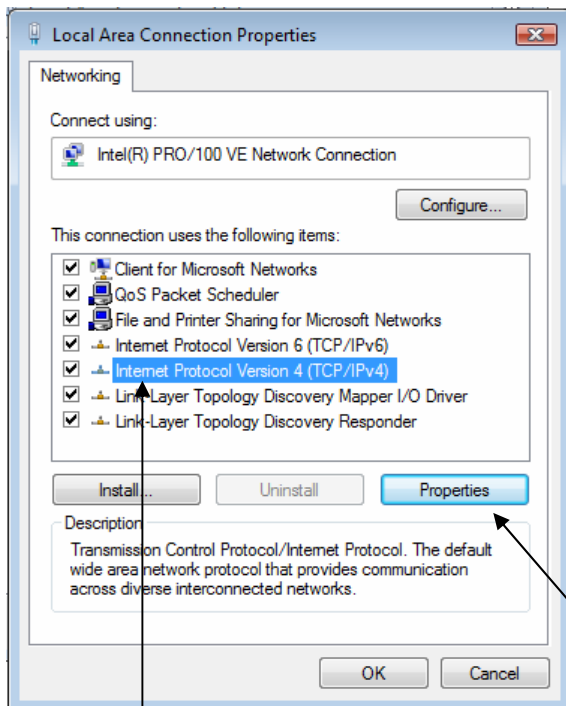 Local Area Connection Properties
Networking
Connect using:
Intel(R) PRO/100 VE Network Connection
Configure...
This connection uses the following items:
Client for Microsoft Networks
QoS Packet Scheduler
File and Printer Sharing for Microsoft Networks
Internet Protocol Version 6 (TCP/IPv6)
Internet Protocol Version 4 (TCP/IPv4)
Link-Layer Topology Discovery Mapper I/O Driver
Link-Layer Topology Discovery Responder
Install...
Uninstall
Properties
Description
Transmission Control Protocol/Internet Protocol. The default
wide area network protocol that provides communication
across diverse interconnected networks.
OK
Cancel